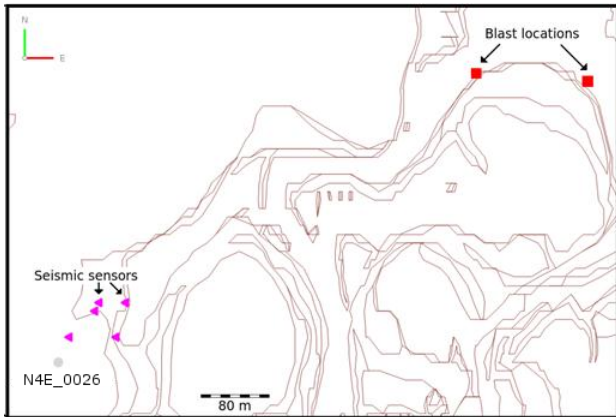 N
E
Blast locations
Seismic sensors
N4E_0026
80 m